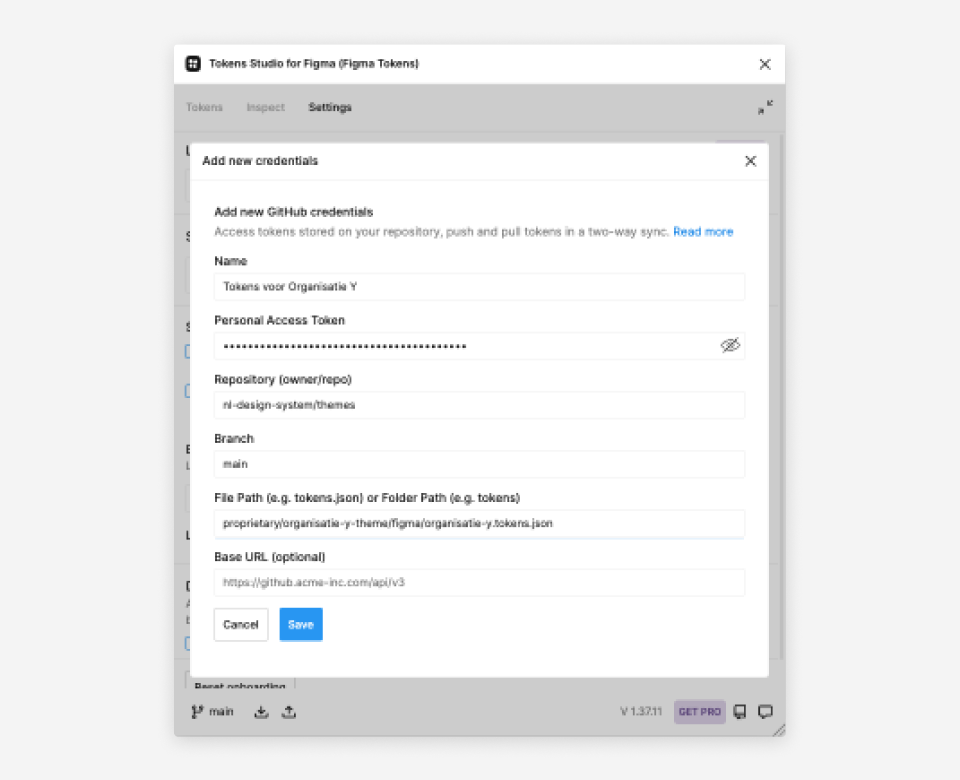 Tokens Studio for Figma (Figma Tokens)
Tokens Inspect Settings
Add new credentials
Add new GitHub credentials
Access tokens stored on your repository, push and pull tokens in a two-way sync. Read more
Name
Tokens voor Organisatie Y
Personal Access Token
••••••••••••••••••••••••••••••••••••••••
Repository (owner/repo)
nl-design-system/themes
Branch
main
File Path (e.g. tokens.json) or Folder Path (e.g. tokens)
proprietary/organisatie-y-theme/figma/organisatie-y.tokens.json
Base URL (optional)
https://github.acme-inc.com/api/v3
Cancel Save
Reset onboarding
main V 1.37.11 GET PRO